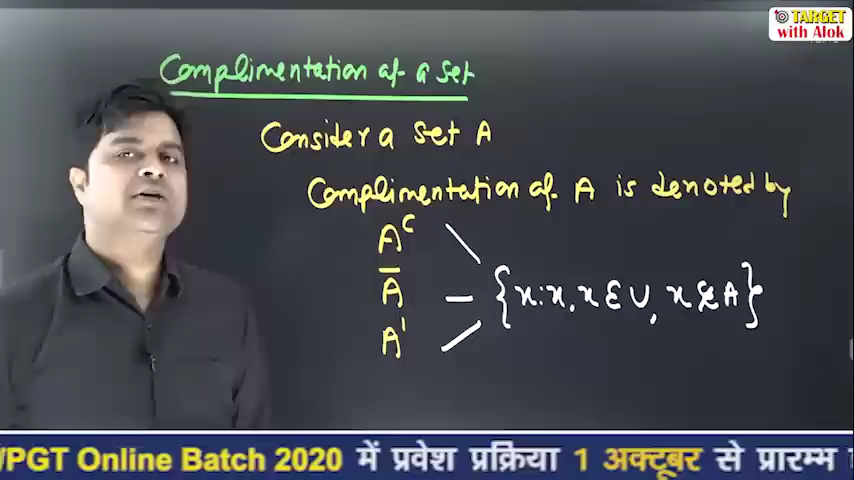 TARGET
with Alok
Complimentation of a set
Consider a set A
Complimentation of A is denoted by
Aᶜ
A̅
A'
{x:x, x ∈ U, x ∉ A}
/PGT Online Batch 2020 में प्रवेश प्रक्रिया 1 अक्टूबर से प्रारम्भ